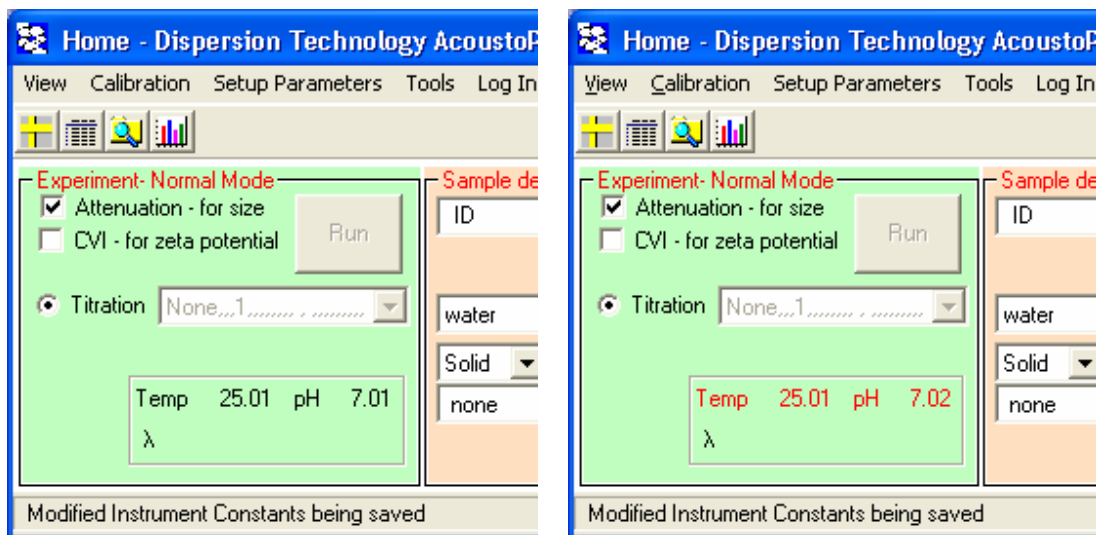 Home - Dispersion Technology AcoustoP
View Calibration Setup Parameters Tools Log In
Experiment- Normal Mode
Sample de
Attenuation - for size
CVI - for zeta potential
Run
ID
Titration
None,,,1,,,,,,,, , ,,,,,,,,,
water
Solid
Temp 25.01 pH 7.01
none
λ
Modified Instrument Constants being saved
Home - Dispersion Technology AcoustoP
View Calibration Setup Parameters Tools Log In
Experiment- Normal Mode
Sample de
Attenuation - for size
CVI - for zeta potential
Run
ID
Titration
None,,,1,,,,,,,, , ,,,,,,,,,
water
Solid
Temp 25.01 pH 7.02
none
λ
Modified Instrument Constants being saved